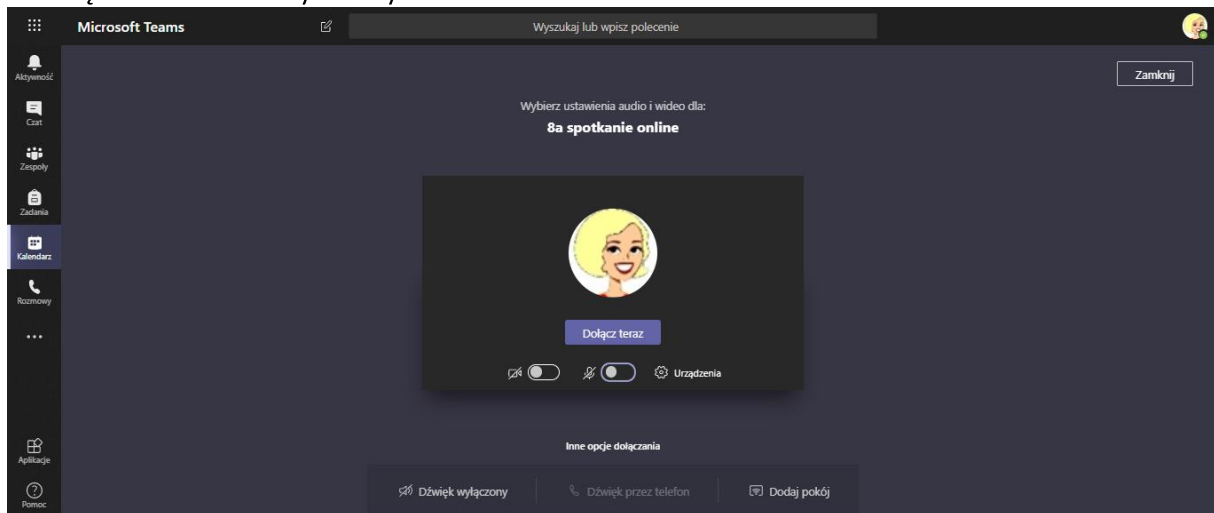 Microsoft Teams
Wyszukaj lub wpisz polecenie
Aktywność
Czat
Zespoły
Zadania
Kalendarz
Rozmowy
Aplikacje
Pomoc
Zamknij
Wybierz ustawienia audio i wideo dla:
8a spotkanie online
Dołącz teraz
Urządzenia
Inne opcje dołączania
Dźwięk wyłączony
Dźwięk przez telefon
Dodaj pokój